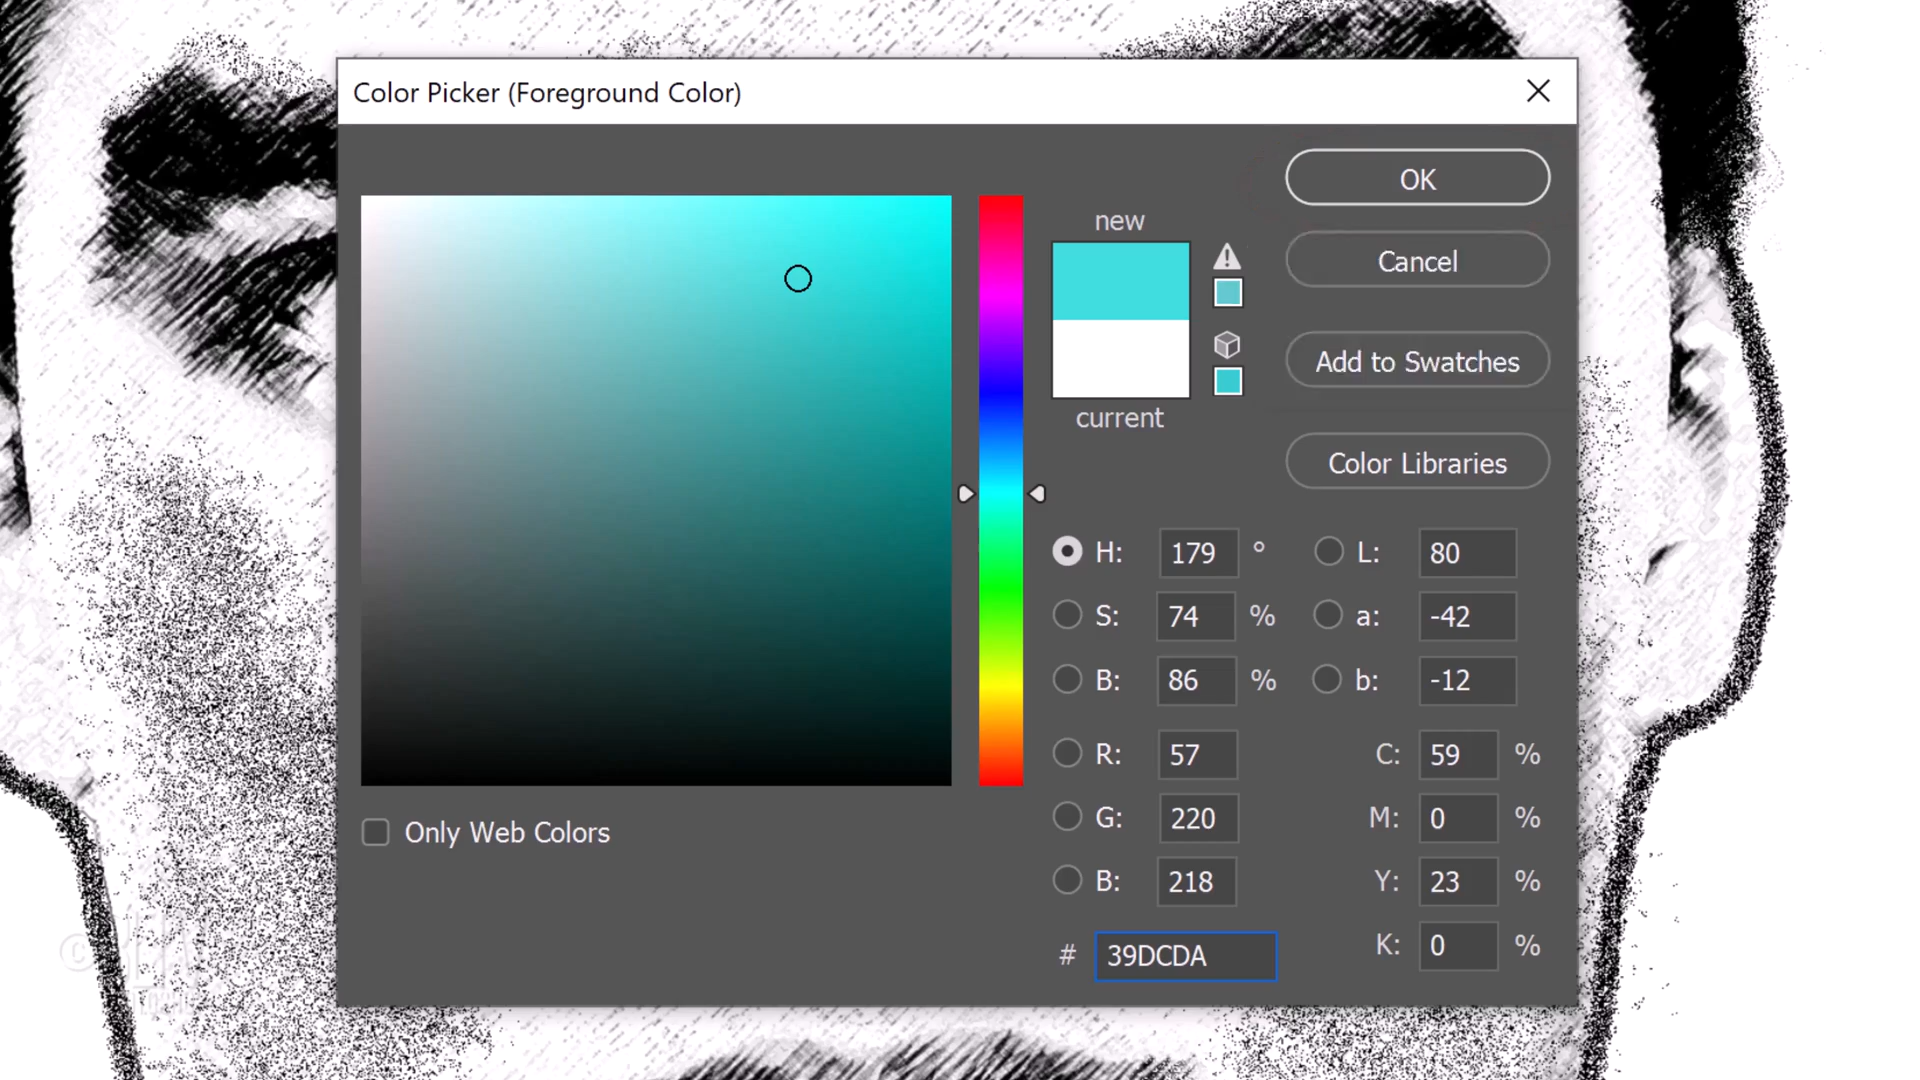 Color Picker (Foreground Color)
OK
new
Cancel
Add to Swatches
current
Color Libraries
H: 179 ° L: 80
S: 74 % a: -42
B: 86 % b: -12
R: 57 C: 59 %
G: 220 M: 0 %
Only Web Colors
B: 218 Y: 23 %
# 39DCDA K: 0 %